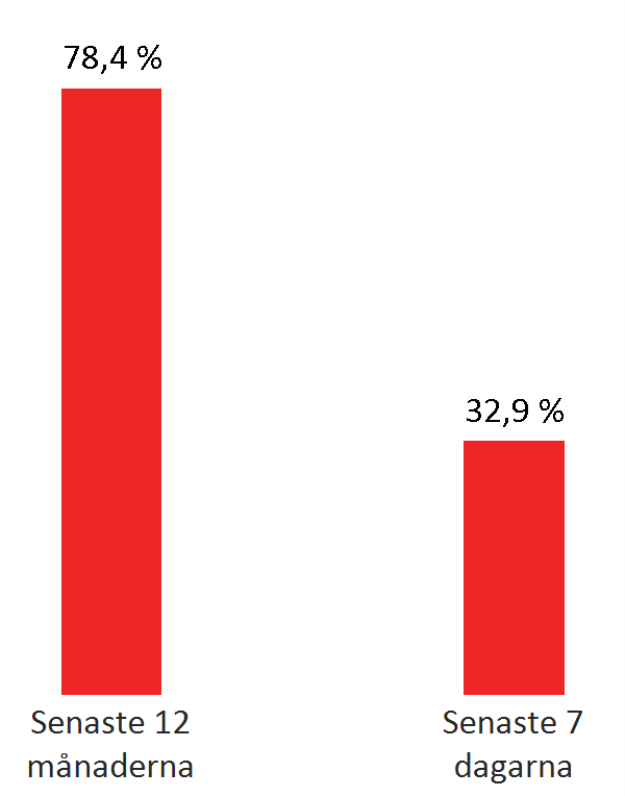 78,4 %
32,9 %
Senaste 12
månaderna
Senaste 7
dagarna